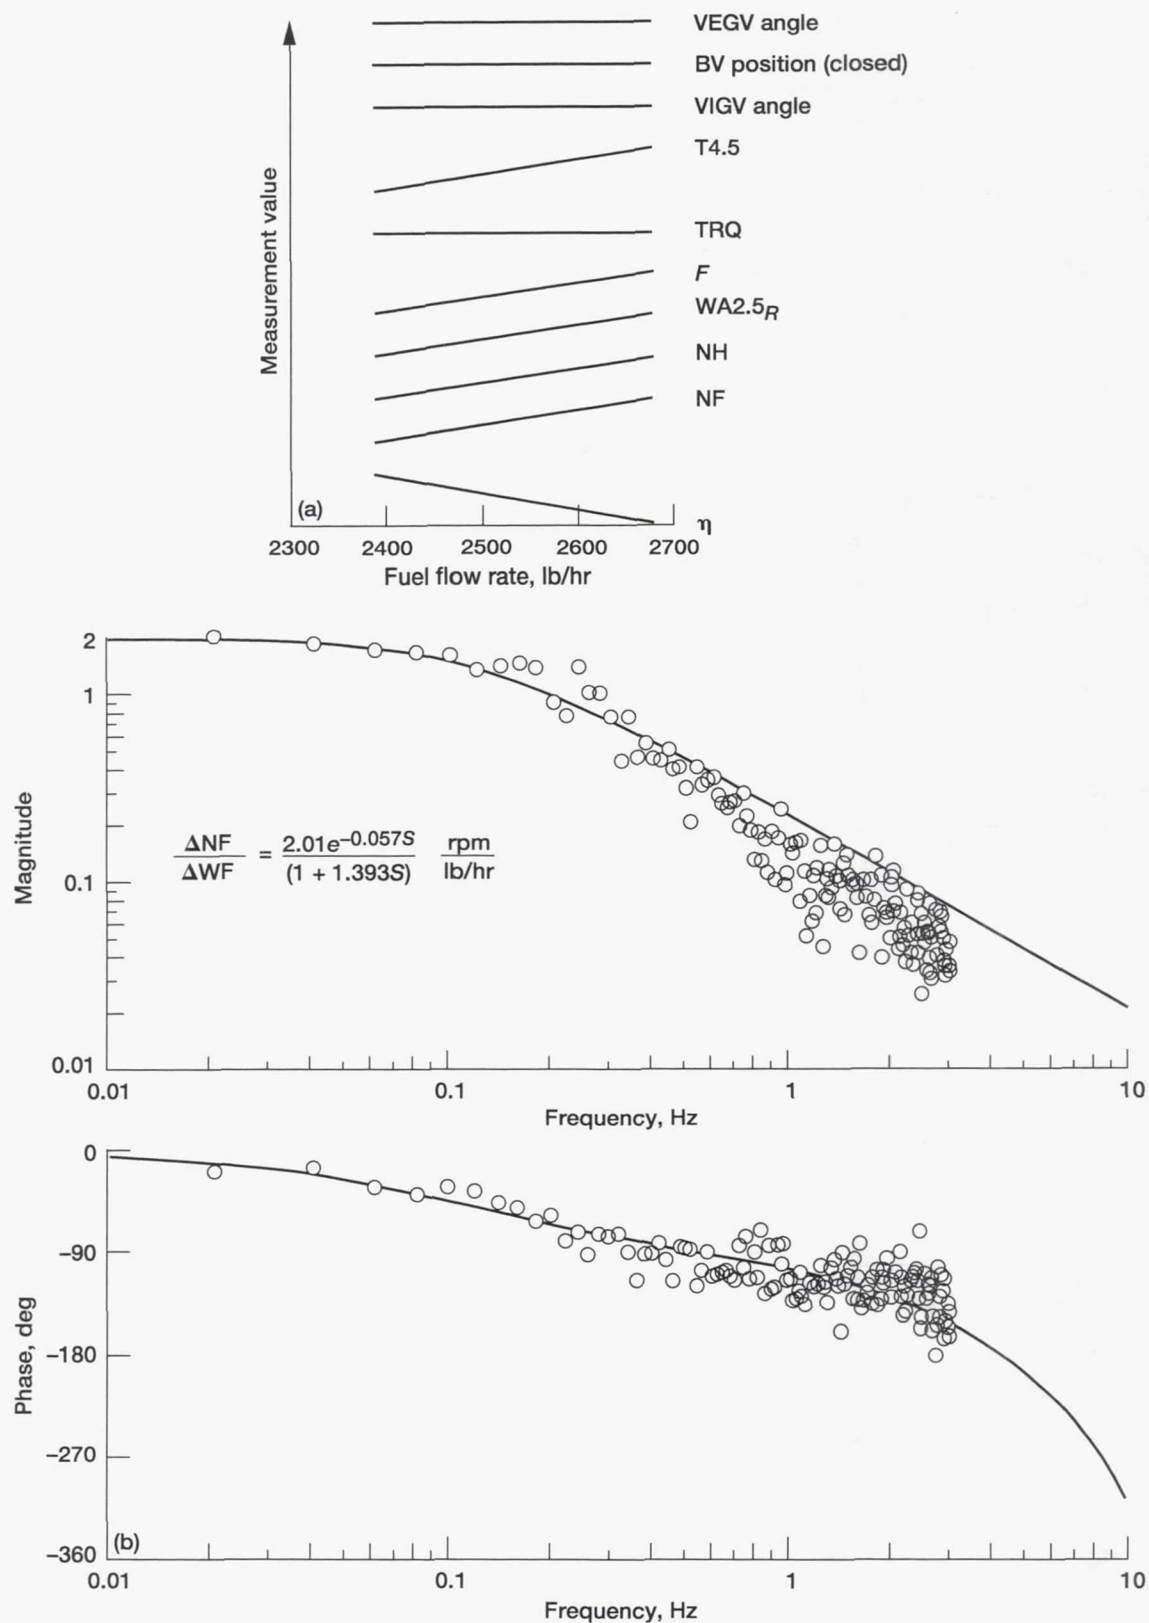 VEGV angle
BV position (closed)
VIGV angle
T4.5
TRQ
F
WA2.5R
NH
NF
η
Measurement value
(a)
2300 2400 2500 2600 2700
Fuel flow rate, lb/hr
2
1
0.1
0.01
Magnitude
ΔNF = 2.01e–0.057S rpm
ΔWF (1 + 1.393S) lb/hr
0.01 0.1 1 10
Frequency, Hz
0
–90
–180
–270
–360
Phase, deg
(b)
0.01 0.1 1 10
Frequency, Hz